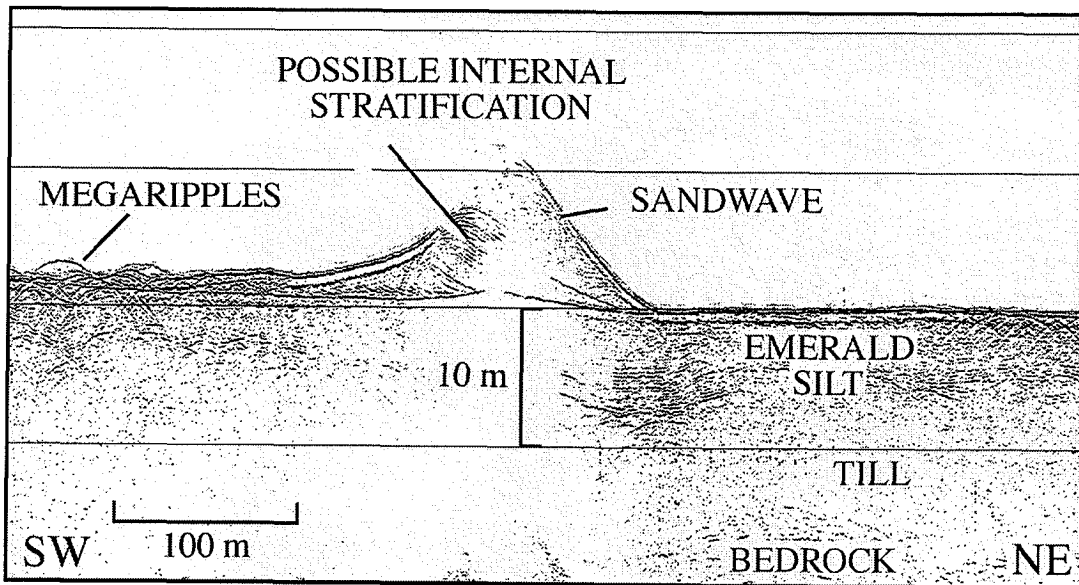 POSSIBLE INTERNAL
STRATIFICATION
MEGARIPPLES
SANDWAVE
10 m
EMERALD
SILT
TILL
100 m
SW
BEDROCK
NE